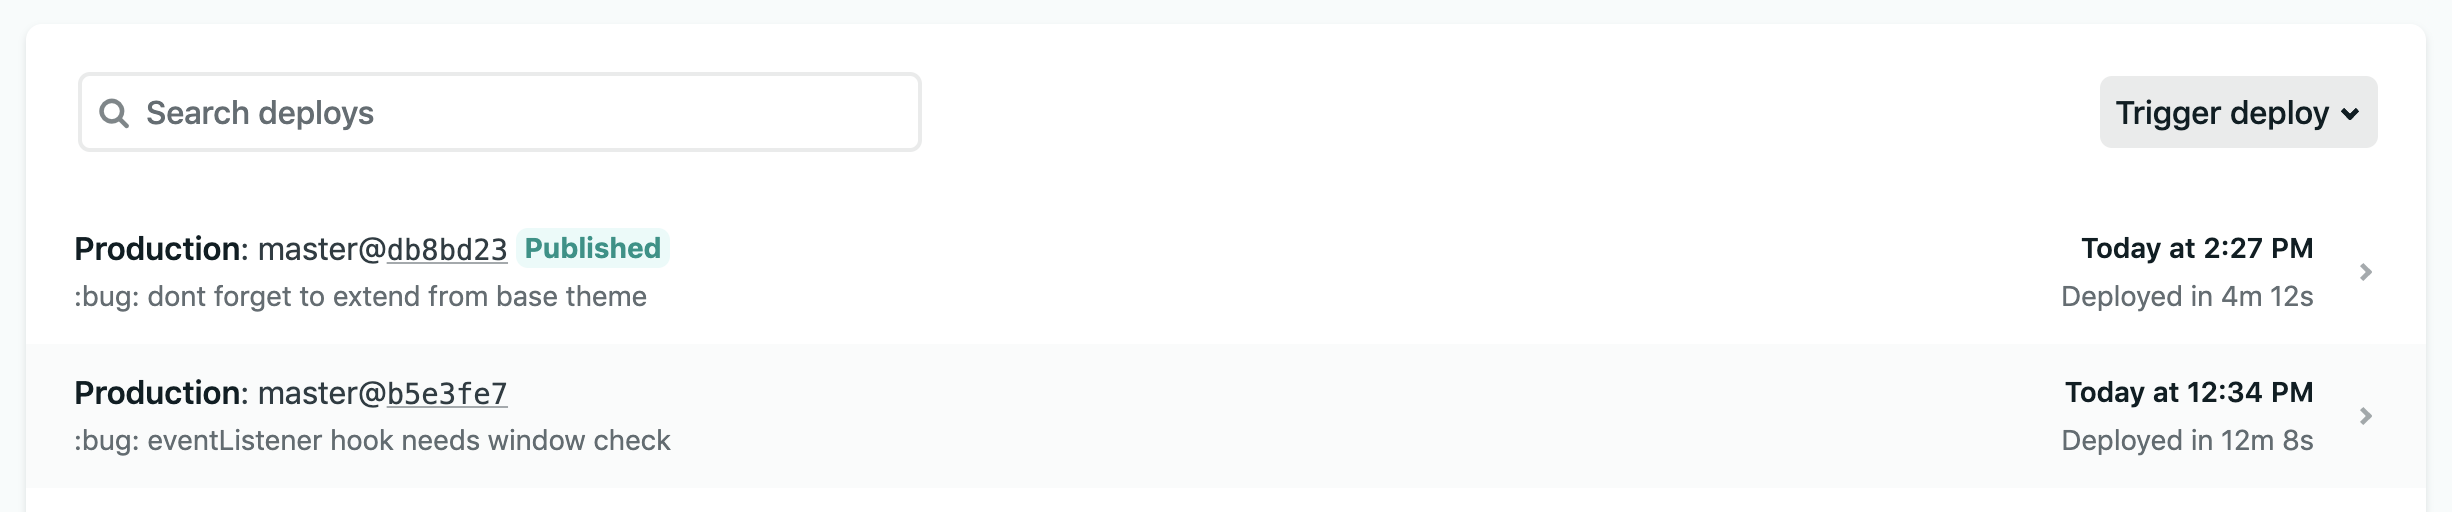 Search deploys
Trigger deploy
Production: master@db8bd23 Published
Today at 2:27 PM
:bug: dont forget to extend from base theme
Deployed in 4m 12s
Production: master@b5e3fe7
Today at 12:34 PM
:bug: eventListener hook needs window check
Deployed in 12m 8s